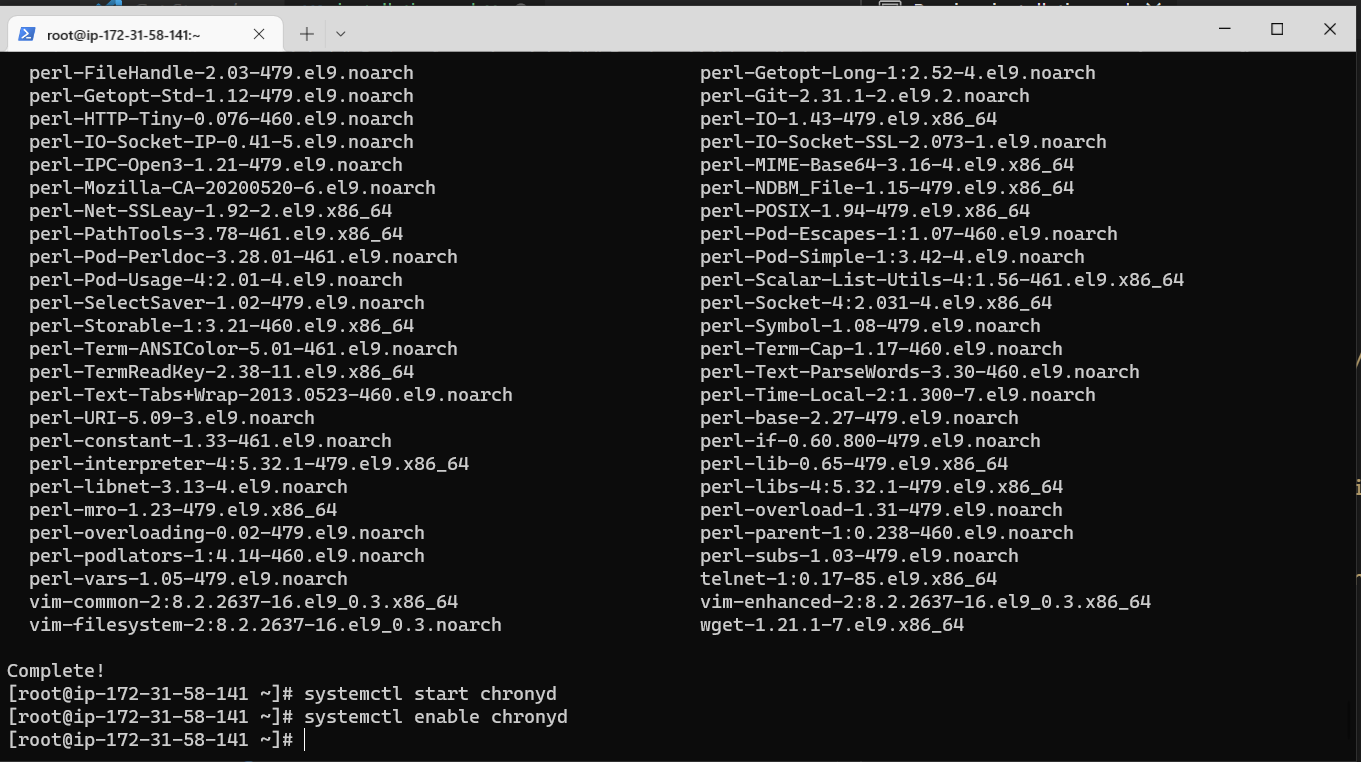 root@ip-172-31-58-141:~
perl-FileHandle-2.03-479.el9.noarch perl-Getopt-Long-1:2.52-4.el9.noarch
perl-Getopt-Std-1.12-479.el9.noarch perl-Git-2.31.1-2.el9.2.noarch
perl-HTTP-Tiny-0.076-460.el9.noarch perl-IO-1.43-479.el9.x86_64
perl-IO-Socket-IP-0.41-5.el9.noarch perl-IO-Socket-SSL-2.073-1.el9.noarch
perl-IPC-Open3-1.21-479.el9.noarch perl-MIME-Base64-3.16-4.el9.x86_64
perl-Mozilla-CA-20200520-6.el9.noarch perl-NDBM_File-1.15-479.el9.x86_64
perl-Net-SSLeay-1.92-2.el9.x86_64 perl-POSIX-1.94-479.el9.x86_64
perl-PathTools-3.78-461.el9.x86_64 perl-Pod-Escapes-1:1.07-460.el9.noarch
perl-Pod-Perldoc-3.28.01-461.el9.noarch perl-Pod-Simple-1:3.42-4.el9.noarch
perl-Pod-Usage-4:2.01-4.el9.noarch perl-Scalar-List-Utils-4:1.56-461.el9.x86_64
perl-SelectSaver-1.02-479.el9.noarch perl-Socket-4:2.031-4.el9.x86_64
perl-Storable-1:3.21-460.el9.x86_64 perl-Symbol-1.08-479.el9.noarch
perl-Term-ANSIColor-5.01-461.el9.noarch perl-Term-Cap-1.17-460.el9.noarch
perl-TermReadKey-2.38-11.el9.x86_64 perl-Text-ParseWords-3.30-460.el9.noarch
perl-Text-Tabs+Wrap-2013.0523-460.el9.noarch perl-Time-Local-2:1.300-7.el9.noarch
perl-URI-5.09-3.el9.noarch perl-base-2.27-479.el9.noarch
perl-constant-1.33-461.el9.noarch perl-if-0.60.800-479.el9.noarch
perl-interpreter-4:5.32.1-479.el9.x86_64 perl-lib-0.65-479.el9.x86_64
perl-libnet-3.13-4.el9.noarch perl-libs-4:5.32.1-479.el9.x86_64
perl-mro-1.23-479.el9.x86_64 perl-overload-1.31-479.el9.noarch
perl-overloading-0.02-479.el9.noarch perl-parent-1:0.238-460.el9.noarch
perl-podlators-1:4.14-460.el9.noarch perl-subs-1.03-479.el9.noarch
perl-vars-1.05-479.el9.noarch telnet-1:0.17-85.el9.x86_64
vim-common-2:8.2.2637-16.el9_0.3.x86_64 vim-enhanced-2:8.2.2637-16.el9_0.3.x86_64
vim-filesystem-2:8.2.2637-16.el9_0.3.noarch wget-1.21.1-7.el9.x86_64
Complete!
[root@ip-172-31-58-141 ~]# systemctl start chronyd
[root@ip-172-31-58-141 ~]# systemctl enable chronyd
[root@ip-172-31-58-141 ~]#